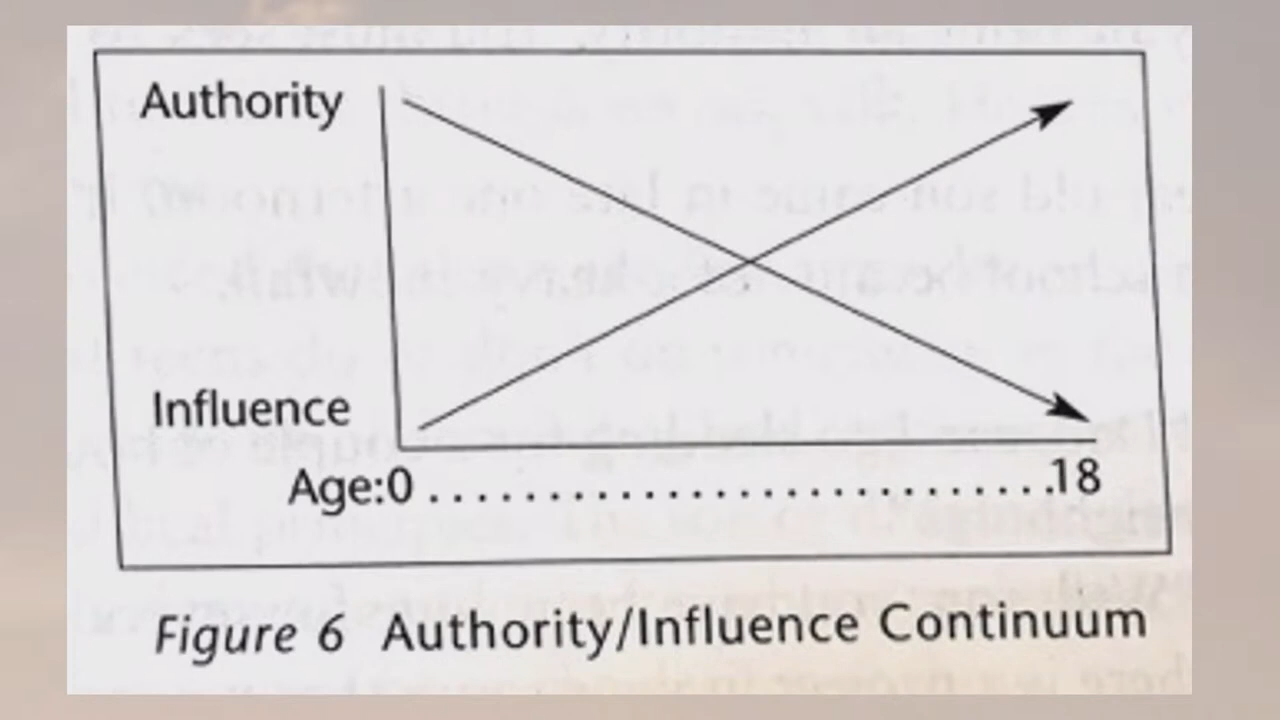 Authority
Influence
Age:0 ........................... 18
Figure 6 Authority/Influence Continuum